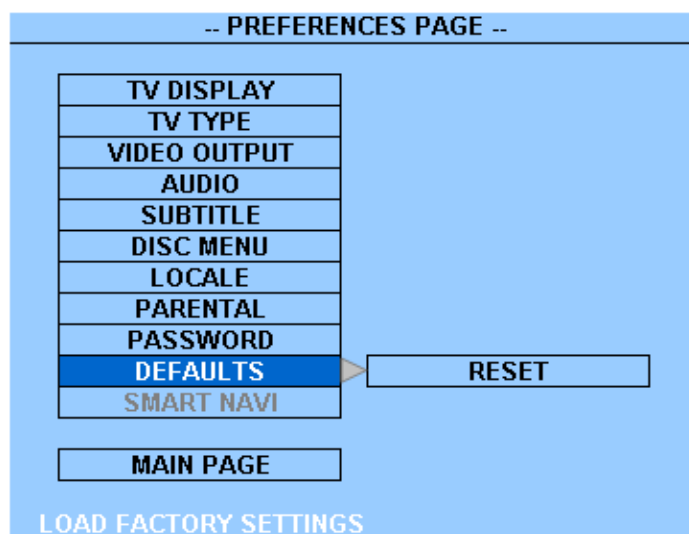 -- PREFERENCES PAGE --
TV DISPLAY
TV TYPE
VIDEO OUTPUT
AUDIO
SUBTITLE
DISC MENU
LOCALE
PARENTAL
PASSWORD
DEFAULTS RESET
SMART NAVI
MAIN PAGE
LOAD FACTORY SETTINGS